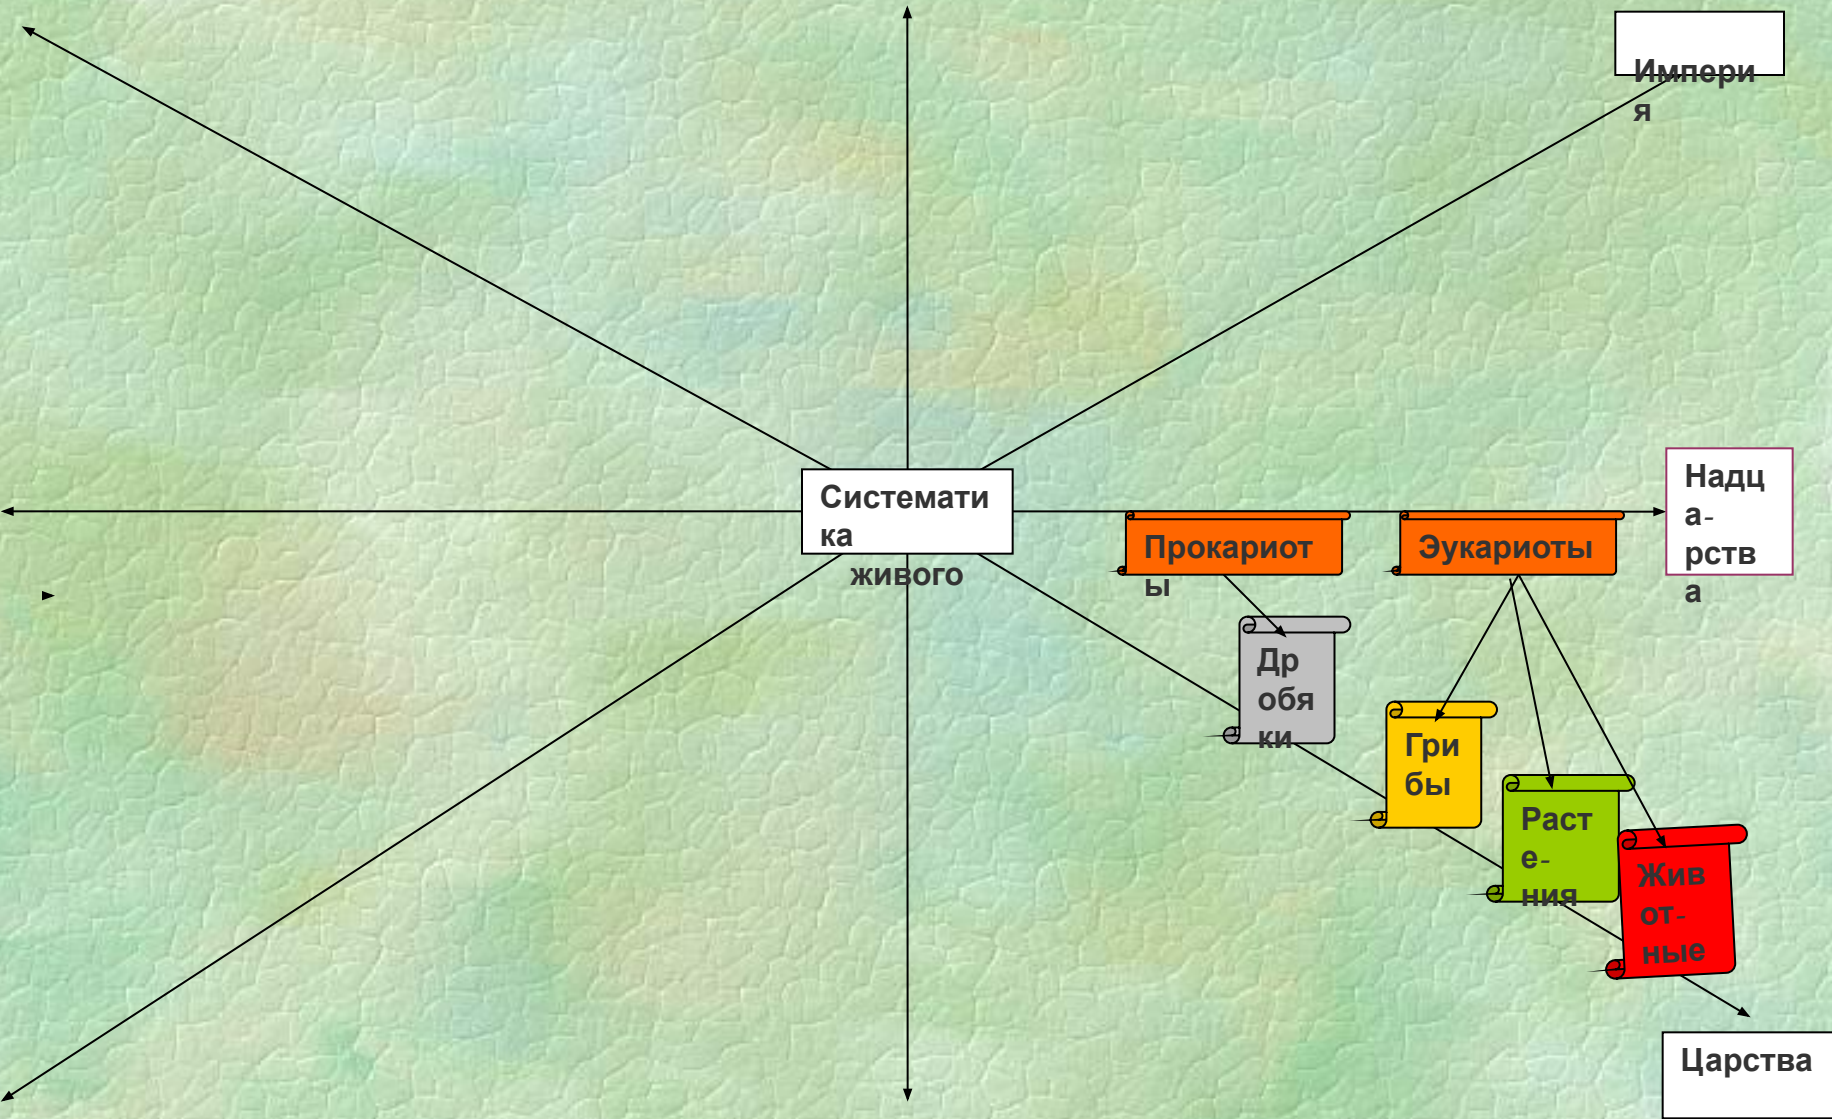 Импери
я
Системати
ка
живого
Надц
а-
рств
а
Прокариот
ы
Эукариоты
Др
обя
ки
Гри
бы
Раст
е-
ния
Жив
от-
ные
Царства